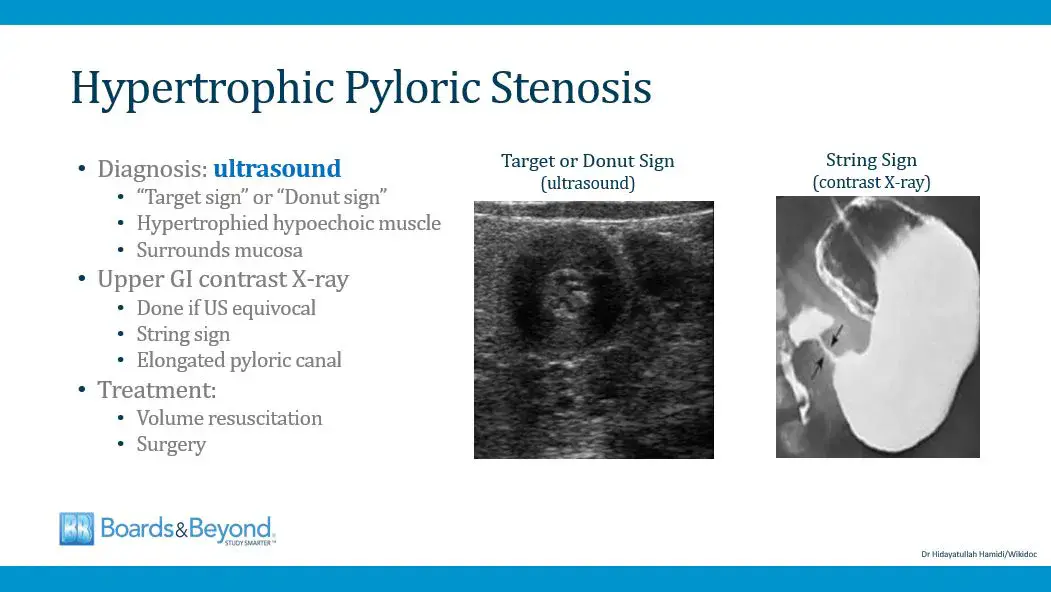 Hypertrophic Pyloric Stenosis
• Diagnosis: ultrasound
• “Target sign” or “Donut sign”
• Hypertrophied hypoechoic muscle
• Surrounds mucosa
• Upper GI contrast X-ray
• Done if US equivocal
• String sign
• Elongated pyloric canal
• Treatment:
• Volume resuscitation
• Surgery
Target or Donut Sign
(ultrasound)
String Sign
(contrast X-ray)
BB Boards&Beyond.
STUDY SMARTER™
Dr Hidayatullah Hamidi/Wikidoc